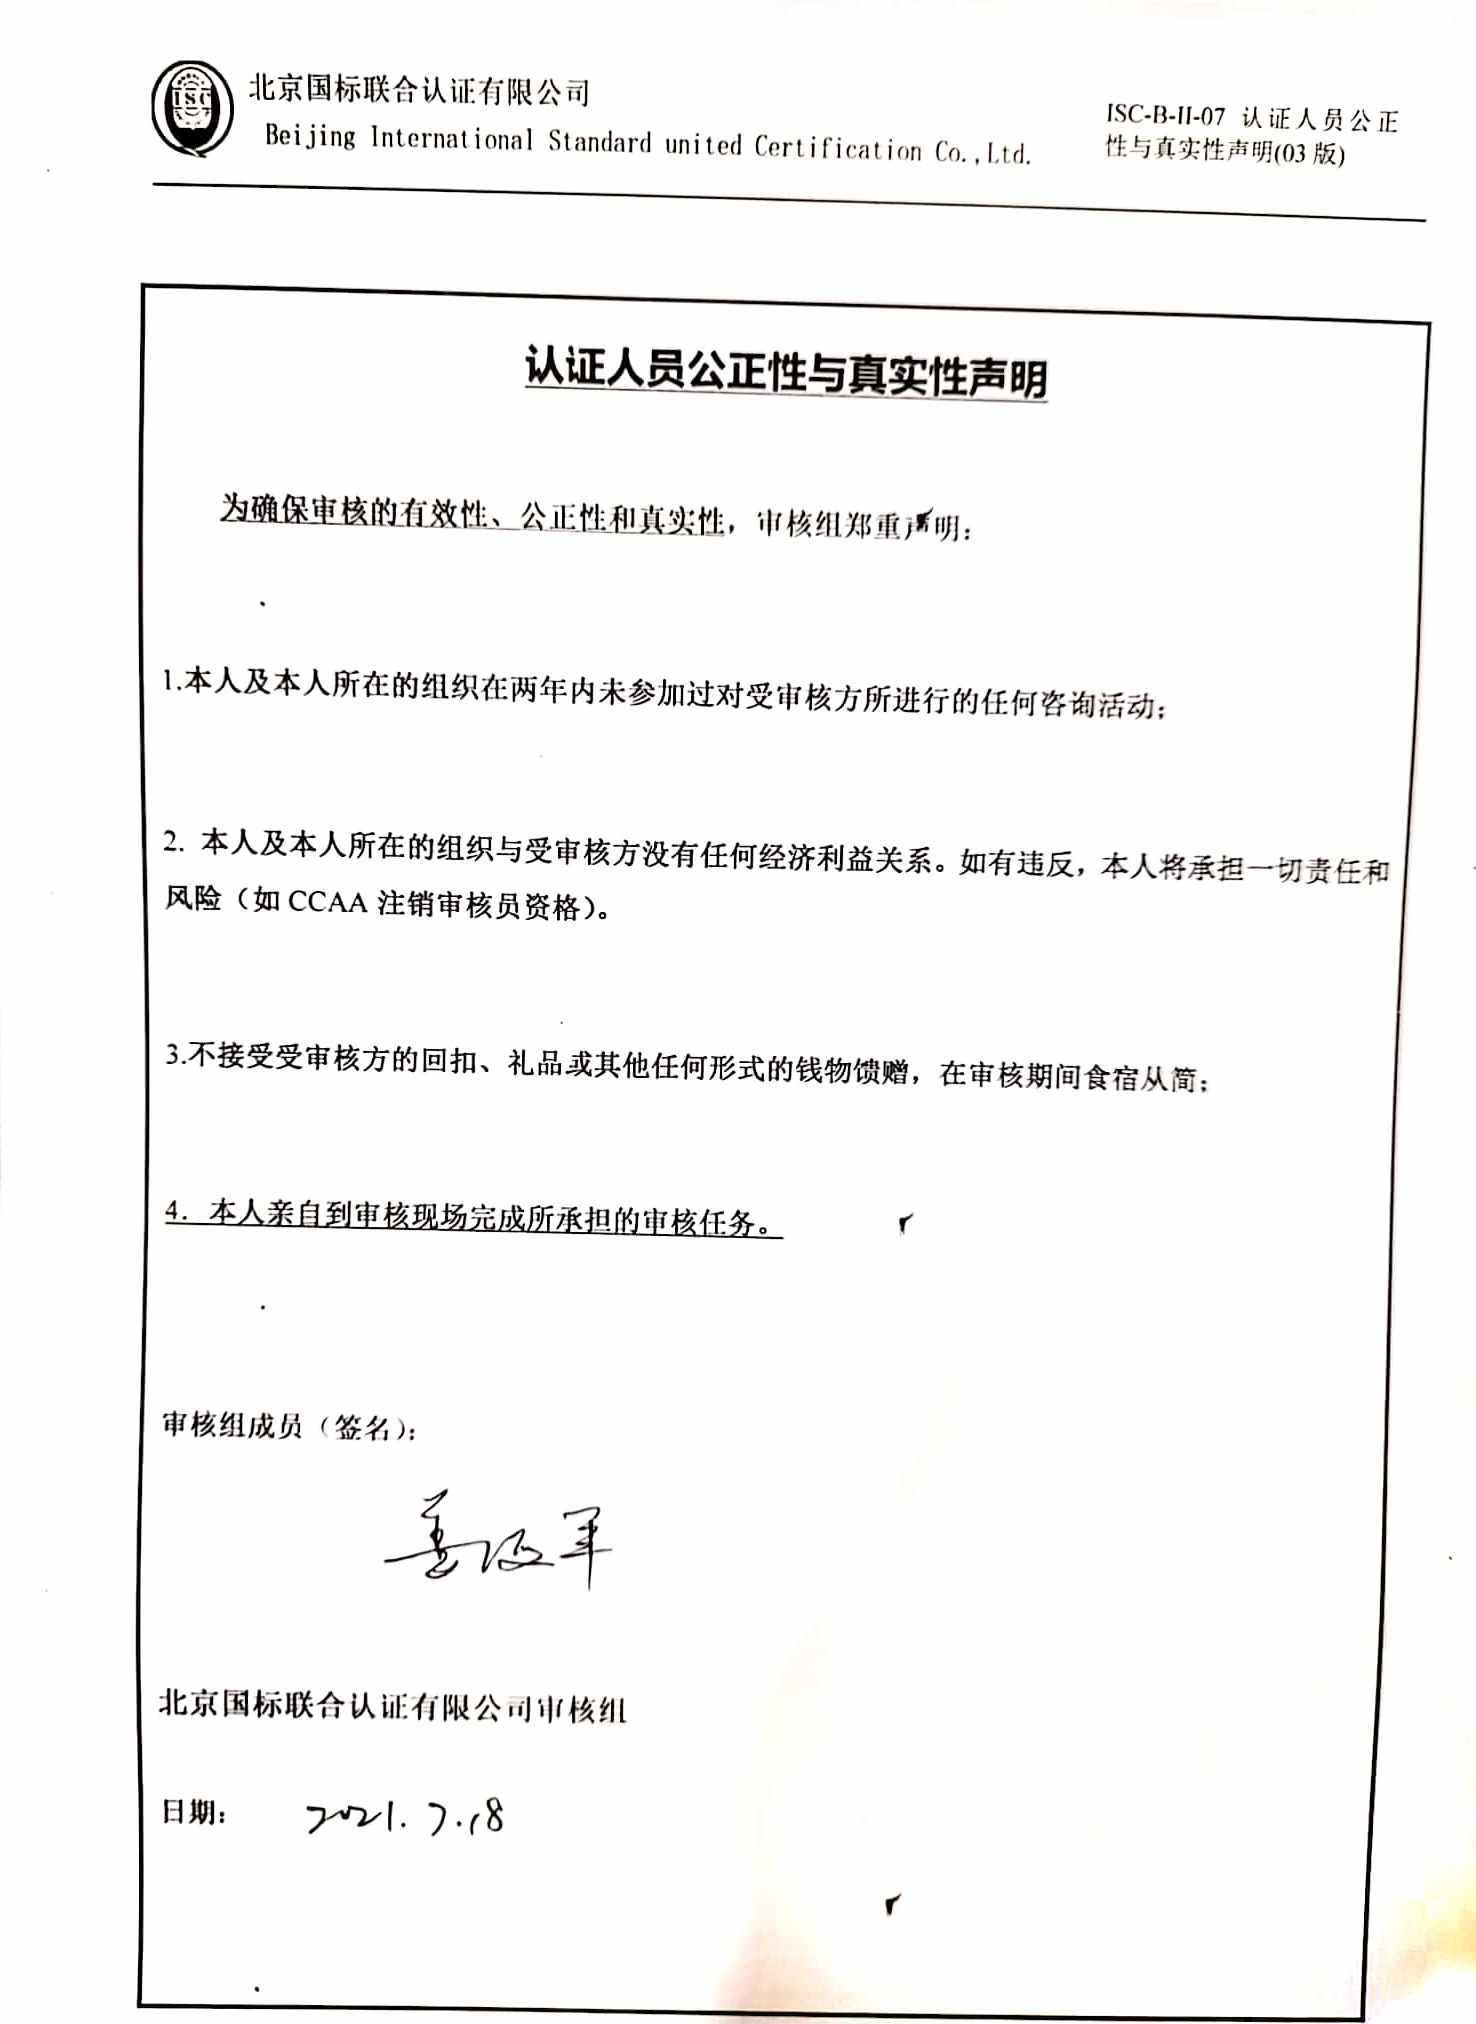 ISC
北京国标联合认证有限公司
Beijing International Standard united Certification Co.,Ltd.
ISC-B-II-07 认证人员公正
性与真实性声明(03 版)
认证人员公正性与真实性声明
为确保审核的有效性、公正性和真实性，审核组郑重声明：
1.本人及本人所在的组织在两年内未参加过对受审核方所进行的任何咨询活动；
2. 本人及本人所在的组织与受审核方没有任何经济利益关系。如有违反，本人将承担一切责任和
风险（如 CCAA 注销审核员资格）。
3.不接受受审核方的回扣、礼品或其他任何形式的钱物馈赠，在审核期间食宿从简；
4. 本人亲自到审核现场完成所承担的审核任务。
审核组成员（签名）：
北京国标联合认证有限公司审核组
日期： 2021.7.18